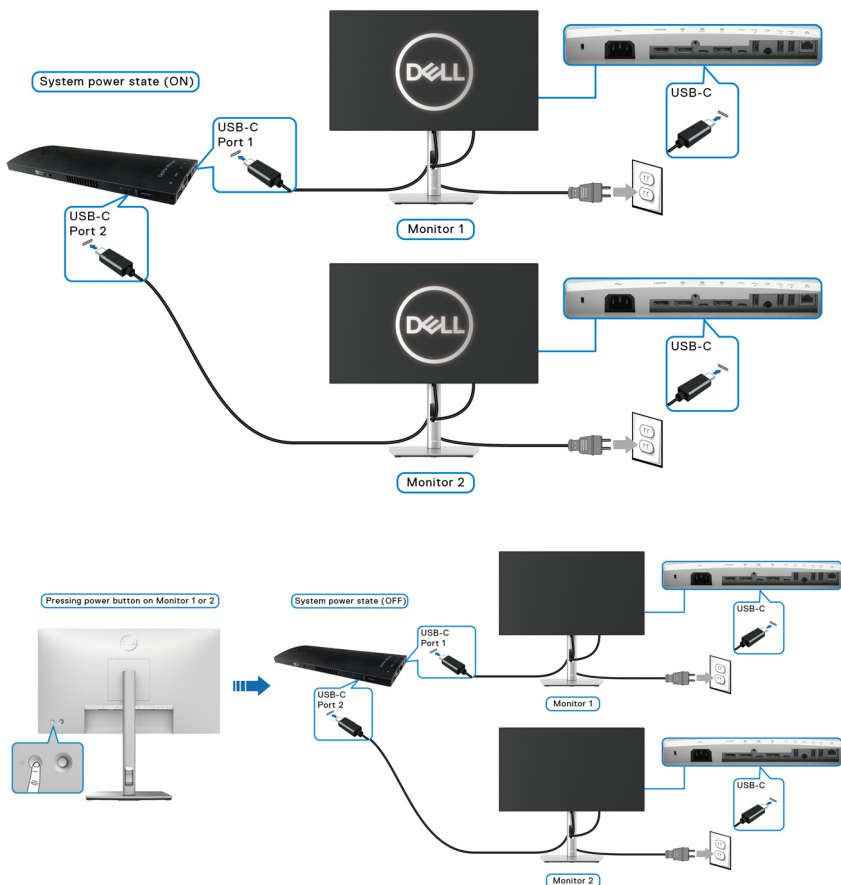 System power state (ON)
DELL
USB-C
Port 1
USB-C
USB-C
Port 2
Monitor 1
DELL
USB-C
Monitor 2
Pressing power button on Monitor 1 or 2
System power state (OFF)
USB-C
Port 1
USB-C
USB-C
Port 2
Monitor 1
USB-C
Monitor 2